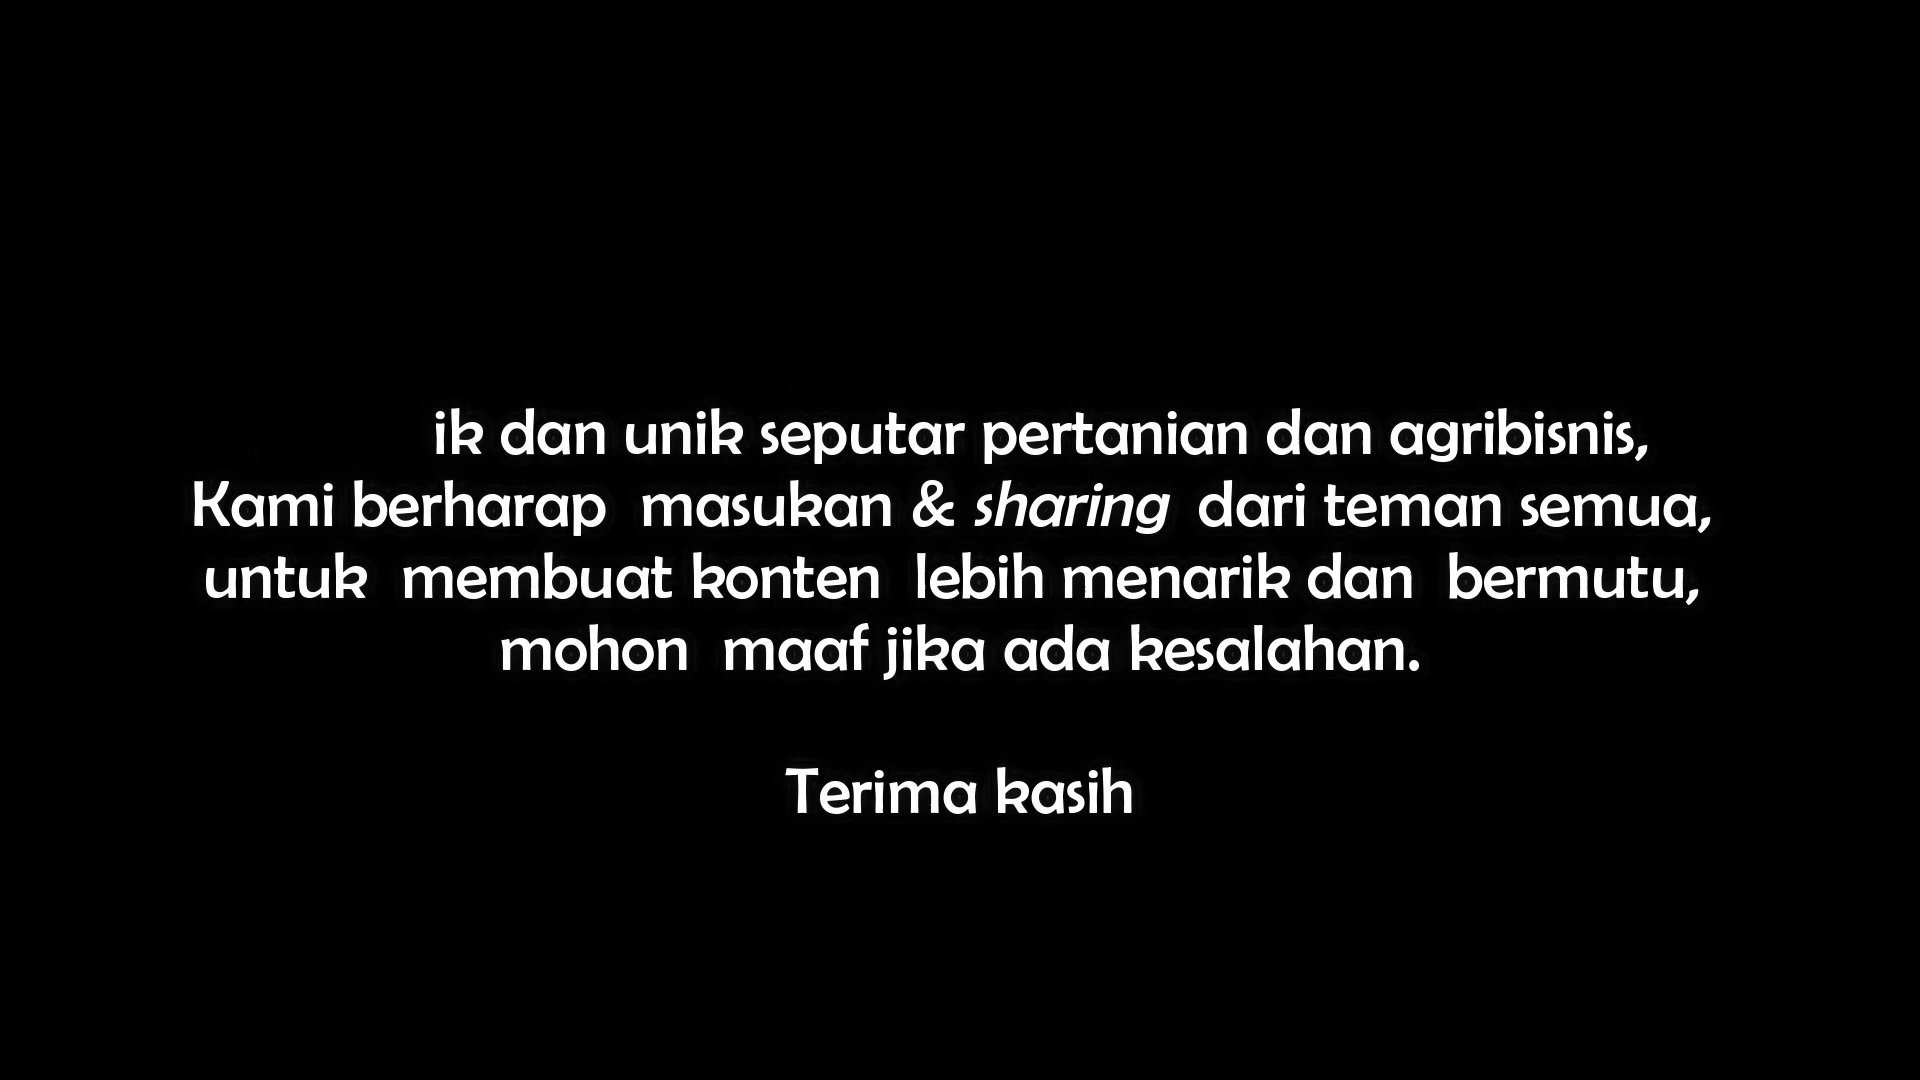 ik dan unik seputar pertanian dan agribisnis,
Kami berharap masukan & sharing dari teman semua,
untuk membuat konten lebih menarik dan bermutu,
mohon maaf jika ada kesalahan.
Terima kasih